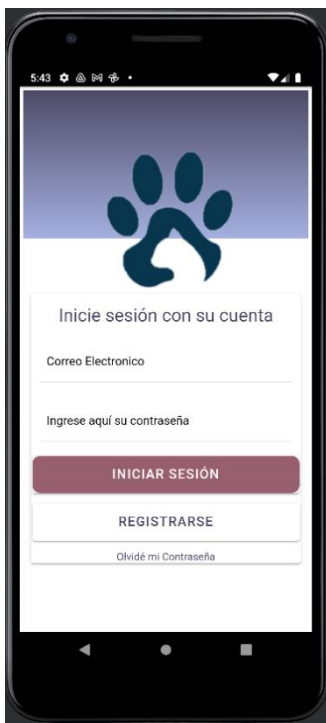 5:43
Inicie sesión con su cuenta
Correo Electronico
Ingrese aquí su contraseña
INICIAR SESIÓN
REGISTRARSE
Olvidé mi Contraseña